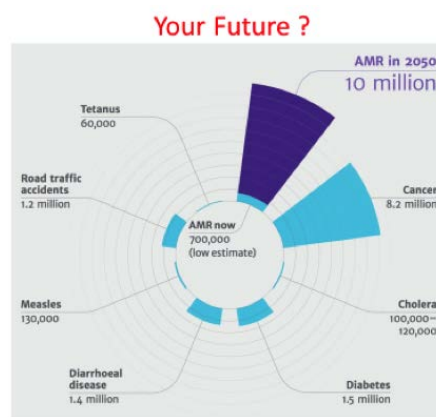 Your Future ?
AMR in 2050
10 million
Tetanus
60,000
Road traffic
accidents
1.2 million
AMR now
700,000
(low estimate)
Cancer
8.2 million
Measles
130,000
Cholera
100,000–
120,000
Diarrhoeal
disease
1.4 million
Diabetes
1.5 million